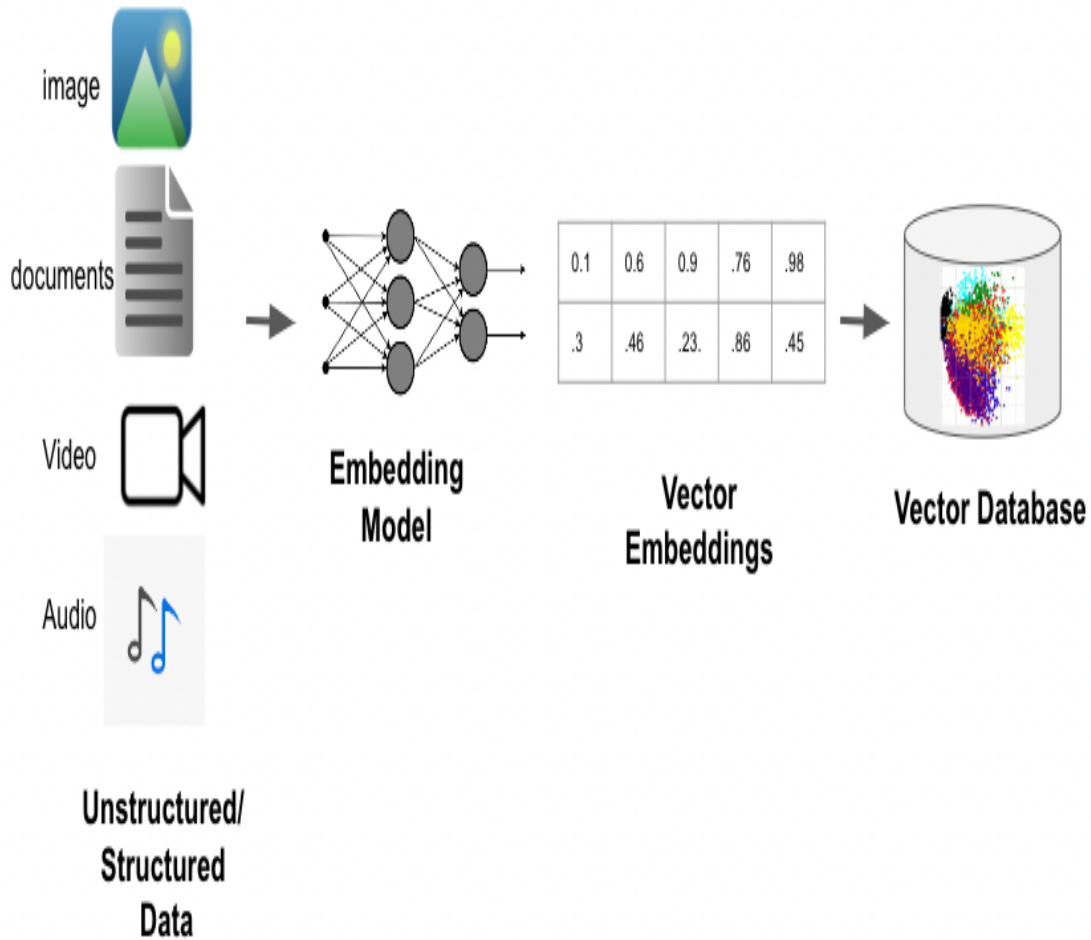 image
documents
Video
Audio
Unstructured/
Structured
Data
Embedding
Model
0.1 0.6 0.9 .76 .98
.3 .46 .23. .86 .45
Vector
Embeddings
Vector Database